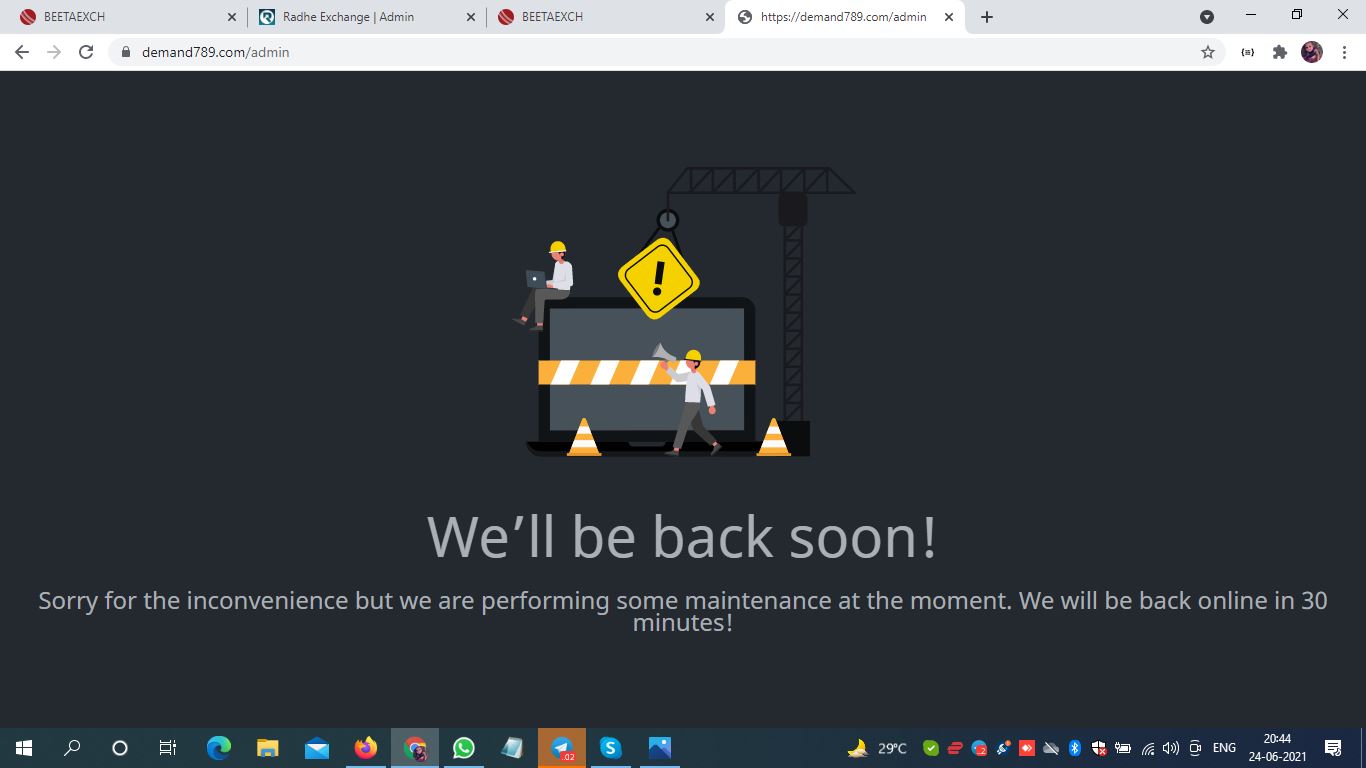 BEETAEXCH
Radhe Exchange | Admin
BEETAEXCH
https://demand789.com/admin
demand789.com/admin
!
We'll be back soon!
Sorry for the inconvenience but we are performing some maintenance at the moment. We will be back online in 30
minutes!
29°C
ENG
20:44
24-06-2021